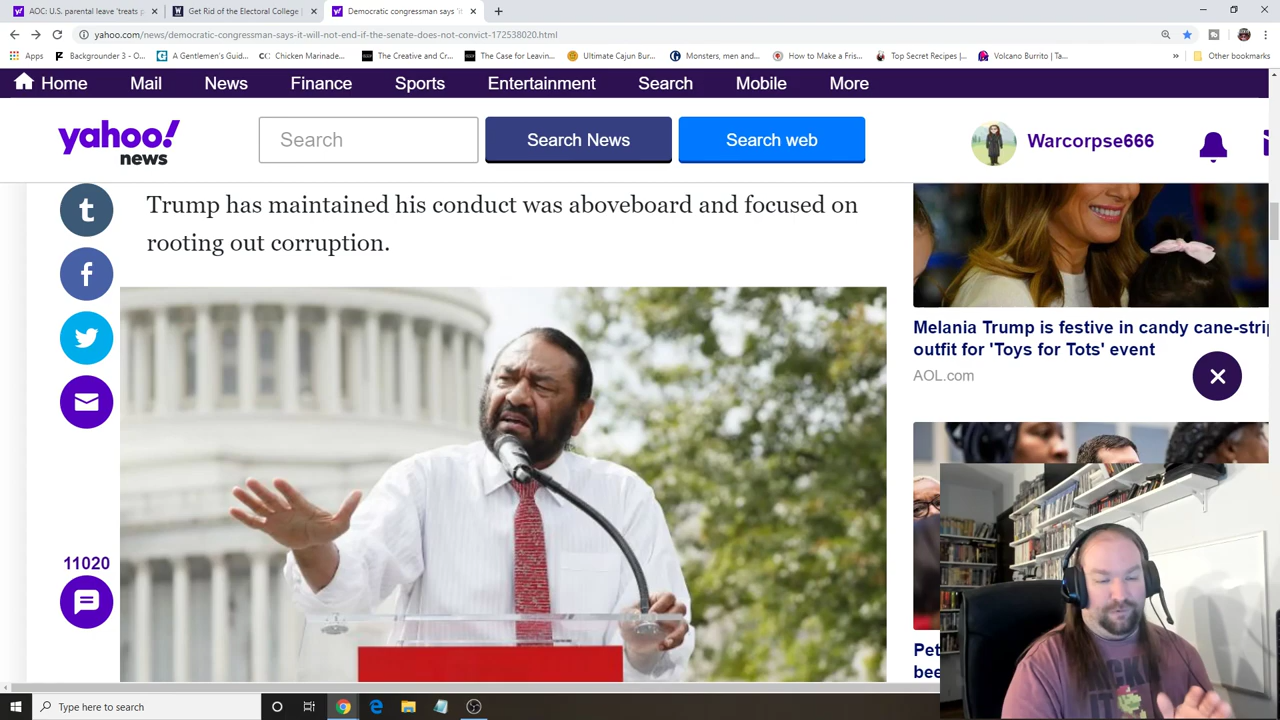 AOC: U.S. parental leave 'treats p
Get Rid of the Electoral College |
Democratic congressman says 'it
yahoo.com/news/democratic-congressman-says-it-will-not-end-if-the-senate-does-not-convict-172538020.html
Apps
Backgrounder 3 - O...
A Gentlemen's Guid...
Chicken Marinade...
The Creative and Cr...
The Case for Leavin...
Ultimate Cajun Bur...
Monsters, men and...
How to Make a Fris...
Top Secret Recipes |...
Volcano Burrito | Ta...
»
Other bookmarks
Home
Mail
News
Finance
Sports
Entertainment
Search
Mobile
More
yahoo!
news
Search
Search News
Search web
Warcorpse666
Trump has maintained his conduct was aboveboard and focused on
rooting out corruption.
Melania Trump is festive in candy cane-stri
outfit for 'Toys for Tots' event
AOL.com
11020
Pet
bee
Type here to search